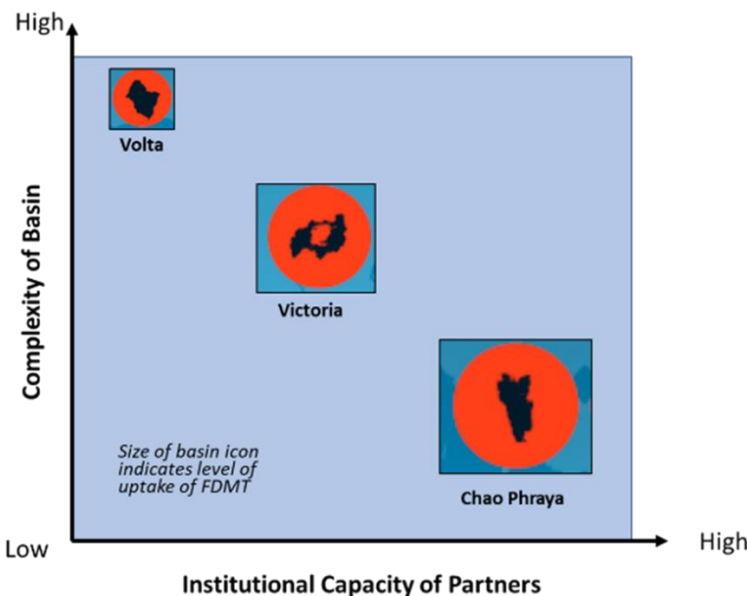 High
Volta
Victoria
Complexity of Basin
Size of basin icon
indicates level of
uptake of FDMT
Chao Phraya
Low
High
Institutional Capacity of Partners